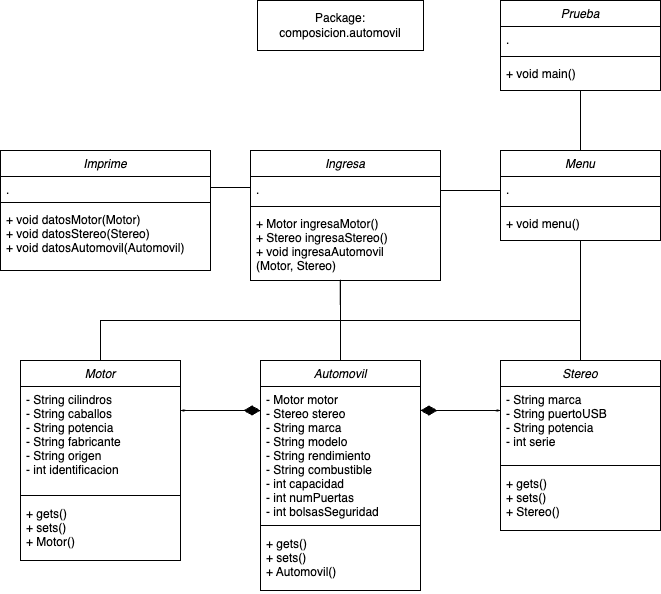 Package:
composicion.automovil
Prueba
.
+ void main()
Imprime
.
+ void datosMotor(Motor)
+ void datosStereo(Stereo)
+ void datosAutomovil(Automovil)
Ingresa
.
+ Motor ingresaMotor()
+ Stereo ingresaStereo()
+ void ingresaAutomovil
(Motor, Stereo)
Menu
.
+ void menu()
Motor
- String cilindros
- String caballos
- String potencia
- String fabricante
- String origen
- int identificacion
+ gets()
+ sets()
+ Motor()
Automovil
- Motor motor
- Stereo stereo
- String marca
- String modelo
- String rendimiento
- String combustible
- int capacidad
- int numPuertas
- int bolsasSeguridad
+ gets()
+ sets()
+ Automovil()
Stereo
- String marca
- String puertoUSB
- String potencia
- int serie
+ gets()
+ sets()
+ Stereo()